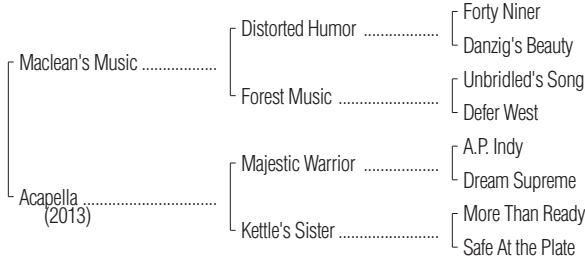 Forty Niner
Distorted Humor ..................
Danzig's Beauty
Maclean's Music ..................
Unbridled's Song
Forest Music ........................
Defer West
A.P. Indy
Majestic Warrior ..................
Dream Supreme
Acapella ................................
(2013)
More Than Ready
Kettle's Sister ........................
Safe At the Plate